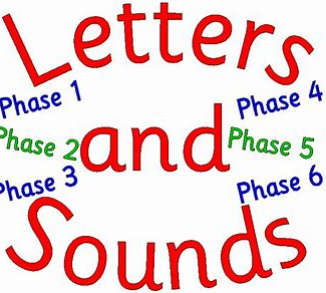 Letters
Phase 1
Phase 4
and
Phase 2
Phase 5
Phase 3
Phase 6
Sounds